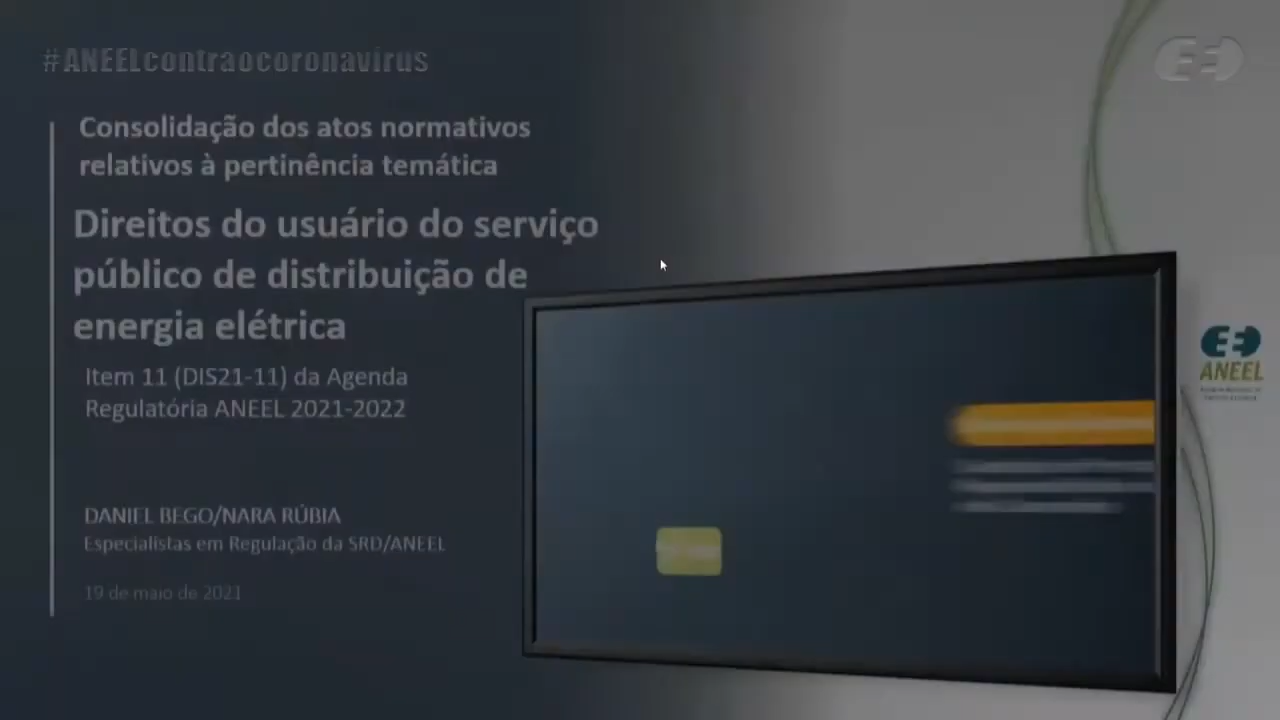 #ANEELcontraocoronavírus
Consolidação dos atos normativos
relativos à pertinência temática
Direitos do usuário do serviço
público de distribuição de
energia elétrica
Item 11 (DIS21-11) da Agenda
Regulatória ANEEL 2021-2022
DANIEL BEGO/NARA RÚBIA
Especialistas em Regulação da SRD/ANEEL
19 de maio de 2021
ANEEL